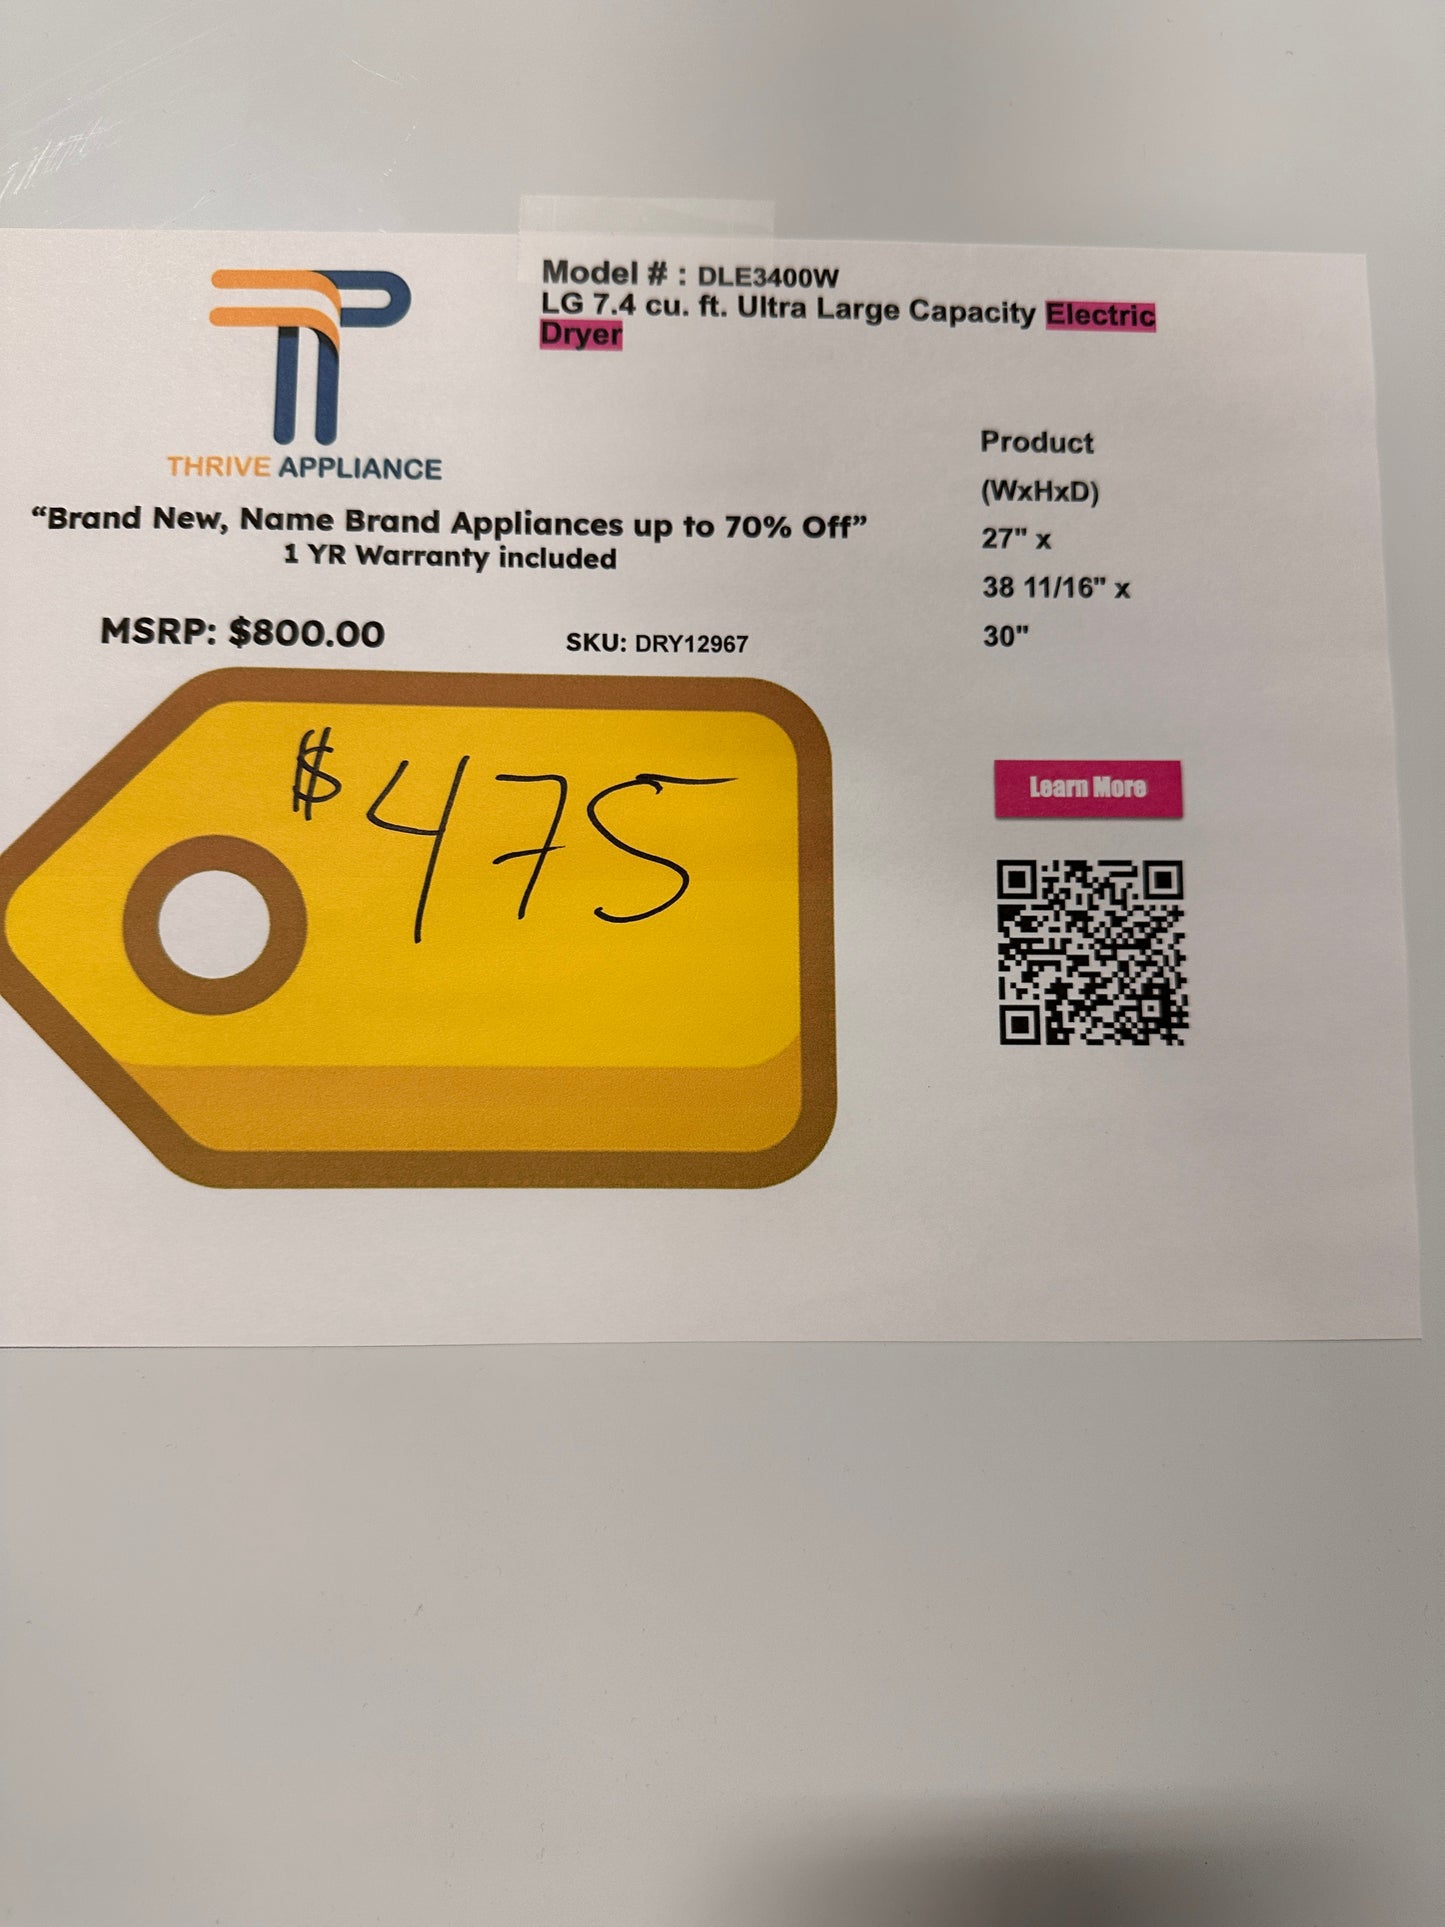 Model # : DLE3400W
LG 7.4 cu. ft. Ultra Large Capacity Electric
Dryer
THRIVE APPLIANCE
“Brand New, Name Brand Appliances up to 70% Off”
1 YR Warranty included
MSRP: $800.00
SKU: DRY12967
$475
Product
(WxHxD)
27" x
38 11/16" x
30"
Learn More